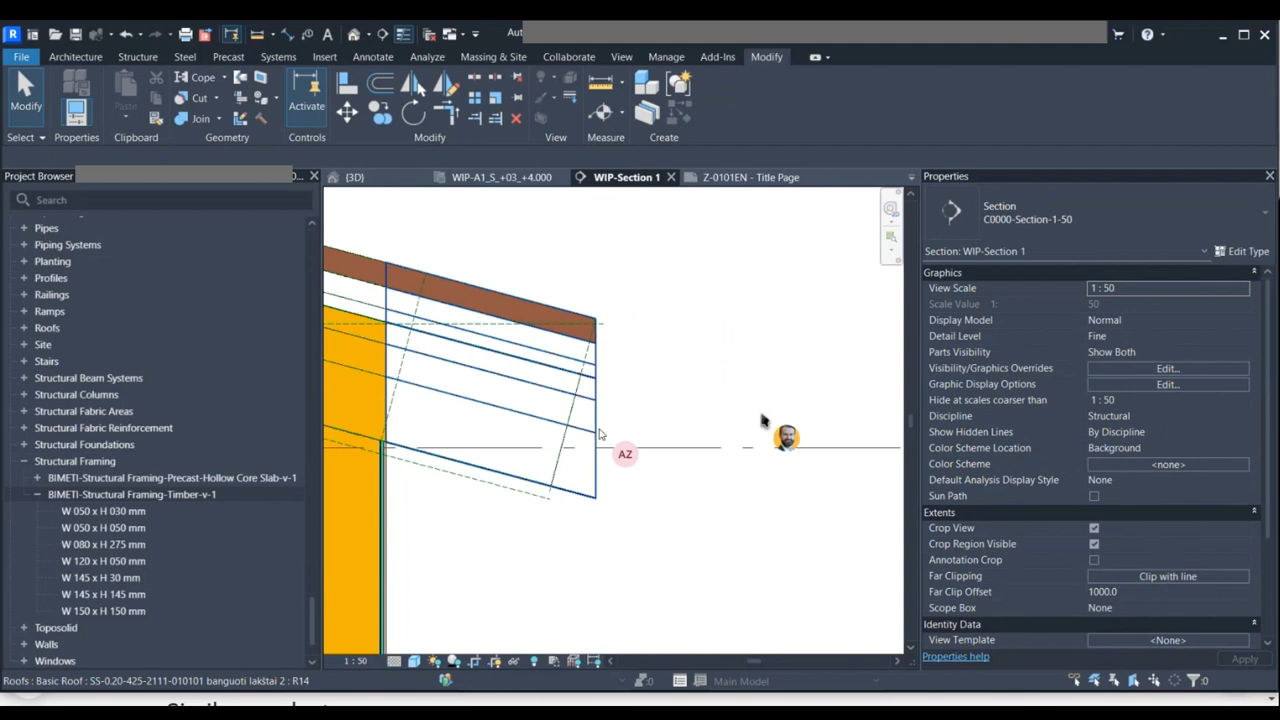 R
Aut
File Architecture Structure Steel Precast Systems Insert Annotate Analyze Massing & Site Collaborate View Manage Add-Ins Modify
Modify Paste Cope Cut Join Activate
Select Properties Clipboard Geometry Controls Modify View Measure Create
Project Browser 0...
{3D} WIP-A1_S_+03_+4.000 WIP-Section 1 Z-0101EN - Title Page
Properties
Search
Pipes
Piping Systems
Planting
Profiles
Railings
Ramps
Roofs
Site
Stairs
Structural Beam Systems
Structural Columns
Structural Fabric Areas
Structural Fabric Reinforcement
Structural Foundations
Structural Framing
BIMETI-Structural Framing-Precast-Hollow Core Slab-v-1
BIMETI-Structural Framing-Timber-v-1
W 050 x H 030 mm
W 050 x H 050 mm
W 080 x H 275 mm
W 120 x H 050 mm
W 145 x H 30 mm
W 145 x H 145 mm
W 150 x H 150 mm
Toposolid
Walls
Windows
AZ
Section
C0000-Section-1-50
Section: WIP-Section 1 Edit Type
Graphics
View Scale 1 : 50
Scale Value 1: 50
Display Model Normal
Detail Level Fine
Parts Visibility Show Both
Visibility/Graphics Overrides Edit...
Graphic Display Options Edit...
Hide at scales coarser than 1 : 50
Discipline Structural
Show Hidden Lines By Discipline
Color Scheme Location Background
Color Scheme <none>
Default Analysis Display Style None
Sun Path
Extents
Crop View
Crop Region Visible
Annotation Crop
Far Clipping Clip with line
Far Clip Offset 1000.0
Scope Box None
Identity Data
View Template <None>
Properties help Apply
1 : 50
Roofs : Basic Roof : SS-0.20-425-2111-010101 banguoti lakštai 2 : R14 :0 Main Model :0